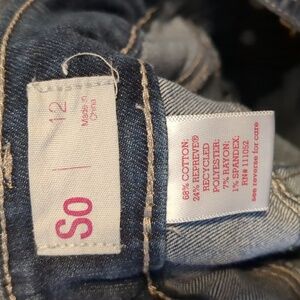 So
12
Made in
China
68% COTTON;
24% REPREVE®
RECYCLED
POLYESTER;
7% RAYON;
1% SPANDEX;
RN# 111052
see reverse for care